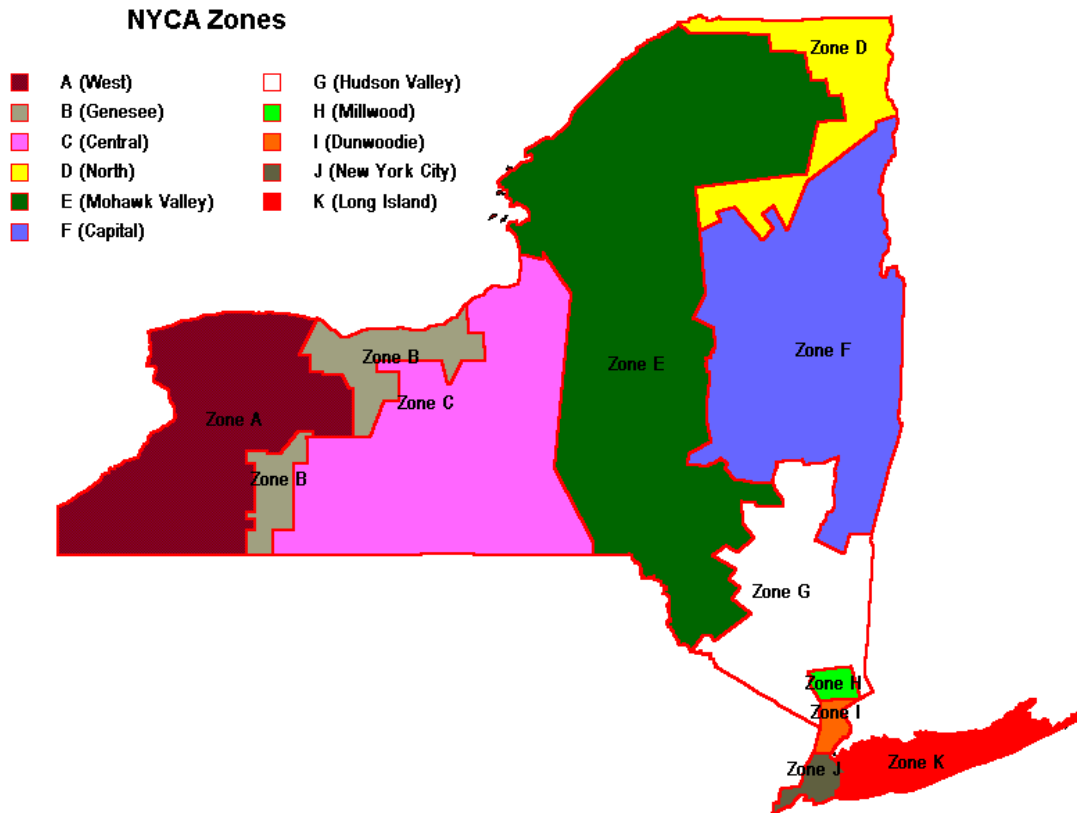 NYCA Zones
A (West)
B (Genesee)
C (Central)
D (North)
E (Mohawk Valley)
F (Capital)
G (Hudson Valley)
H (Millwood)
I (Dunwoodie)
J (New York City)
K (Long Island)
Zone D
Zone B
Zone E
Zone F
Zone C
Zone A
Zone B
Zone G
Zone H
Zone I
Zone J
Zone K